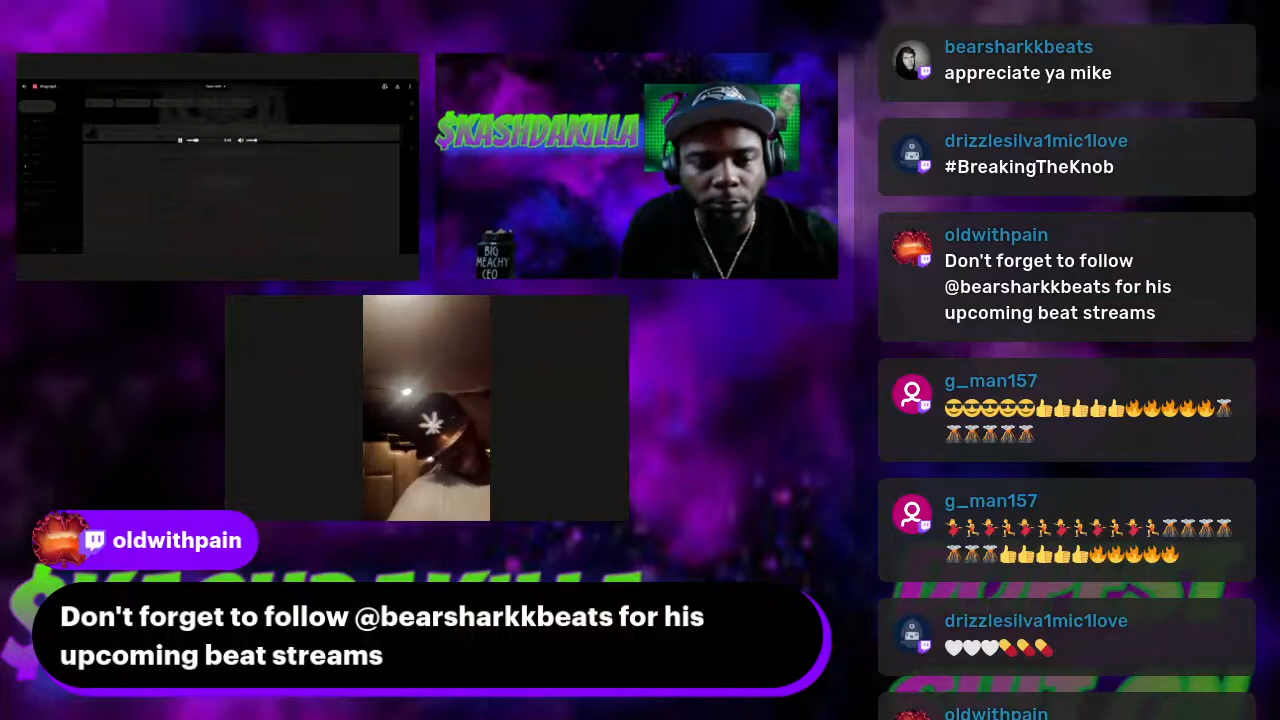 $KASHDAKILLA
BIG
MEACHY
CEO
oldwithpain
Don't forget to follow @bearsharkkbeats for his
upcoming beat streams
bearsharkkbeats
appreciate ya mike
drizzlesilva1mic1love
#BreakingTheKnob
oldwithpain
Don't forget to follow
@bearsharkkbeats for his
upcoming beat streams
g_man157
😎😎😎😎😎👍👍👍👍👍🔥🔥🔥🔥🔥🌋
🌋🌋🌋🌋🌋
g_man157
💃🏃💃🏃💃🏃💃🏃💃🏃💃🏃🌋🌋🌋🌋
🌋🌋🌋👍👍👍👍👍🔥🔥🔥🔥🔥
drizzlesilva1mic1love
🤍🤍🤍💊💊💊
oldwithpain